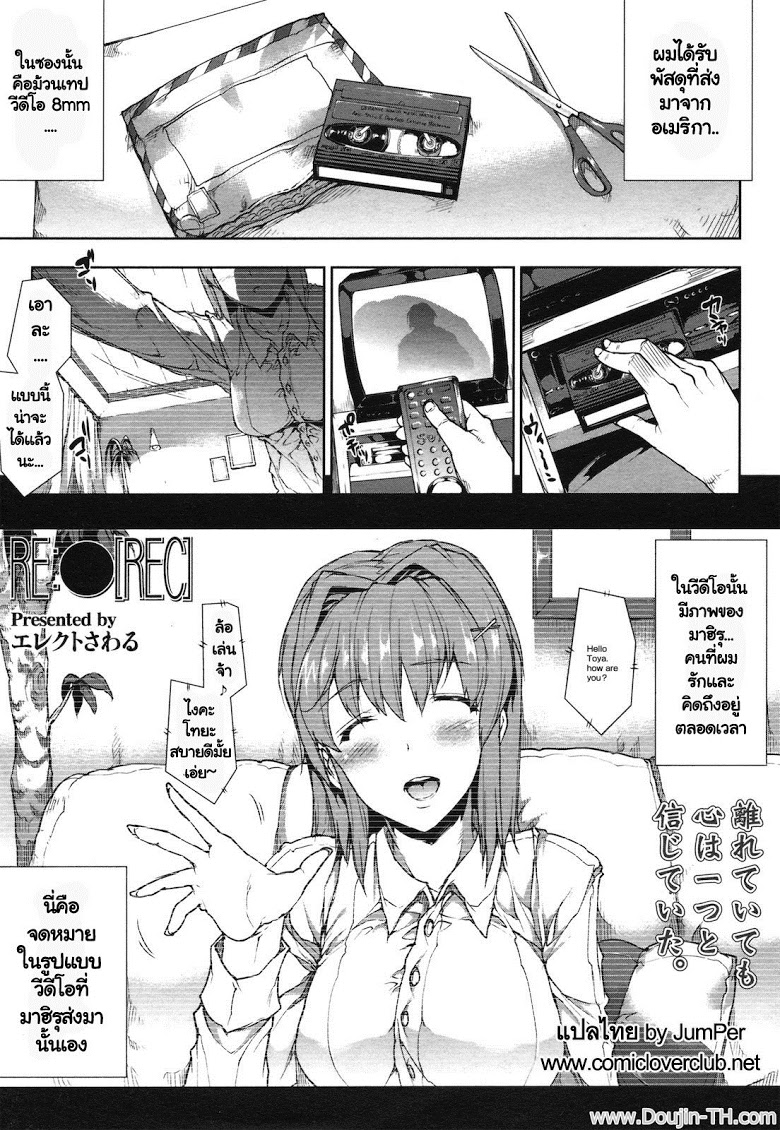 ผมได้รับ
พัสดุที่ส่ง
มาจาก
อเมริกา..
ในซองนั้น
คือม้วนเทป
วีดีโอ 8mm
....
ガチャッ
ウィーン
ポチ
เอา
ละ
....
แบบนี้
น่าจะ
ได้แล้ว
นะ...
RE:●[REC]
Presented by
エレクトさわる
ในวีดีโอนั้น
มีภาพของ
มาฮิรุ...
คนที่ผม
รักและ
คิดถึงอยู่
ตลอดเวลา
Hello
Toya.
how are
you?
ล้อ
เล่น
จ้า
♪
ไงคะ
โทยะ
สบายดีมั้ย
เอ่ย~
離れていても
心は一つと
信じていた。
นี่คือ
จดหมาย
ในรูปแบบ
วีดีโอที่
มาฮิรุส่งมา
นั้นเอง
แปลไทย by JumPer
www.comicloverclub.net
www.Doujin-TH.com